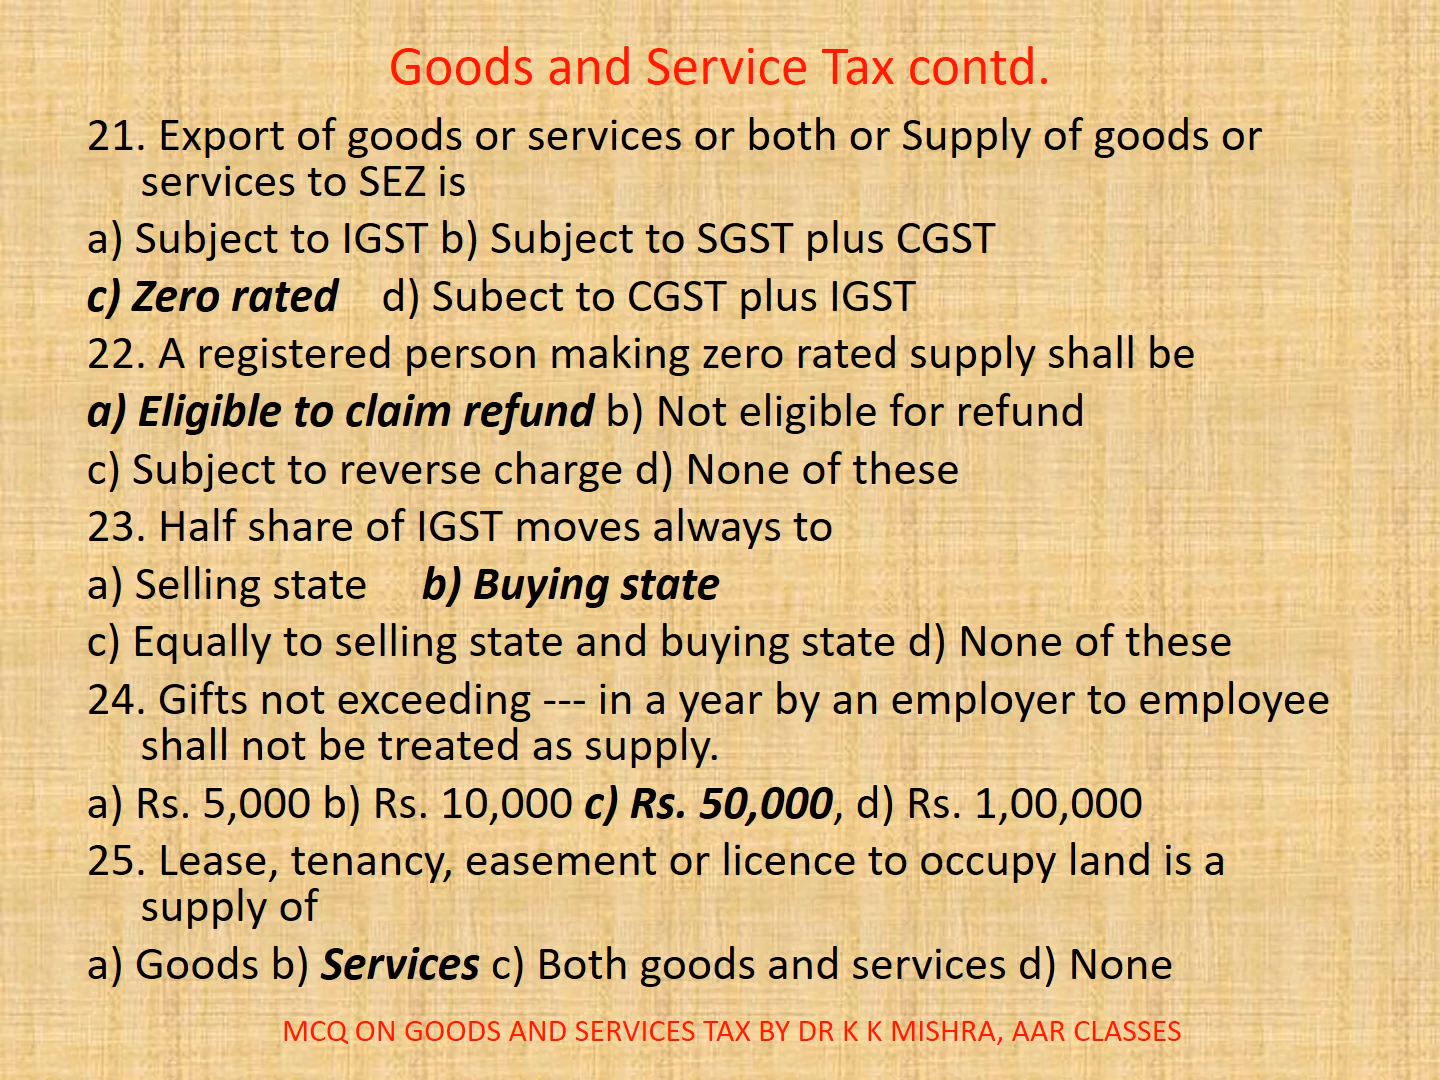 Goods and Service Tax contd.
21. Export of goods or services or both or Supply of goods or
services to SEZ is
a) Subject to IGST b) Subject to SGST plus CGST
c) Zero rated d) Subect to CGST plus IGST
22. A registered person making zero rated supply shall be
a) Eligible to claim refund b) Not eligible for refund
c) Subject to reverse charge d) None of these
23. Half share of IGST moves always to
a) Selling state b) Buying state
c) Equally to selling state and buying state d) None of these
24. Gifts not exceeding --- in a year by an employer to employee
shall not be treated as supply.
a) Rs. 5,000 b) Rs. 10,000 c) Rs. 50,000, d) Rs. 1,00,000
25. Lease, tenancy, easement or licence to occupy land is a
supply of
a) Goods b) Services c) Both goods and services d) None
MCQ ON GOODS AND SERVICES TAX BY DR K K MISHRA, AAR CLASSES